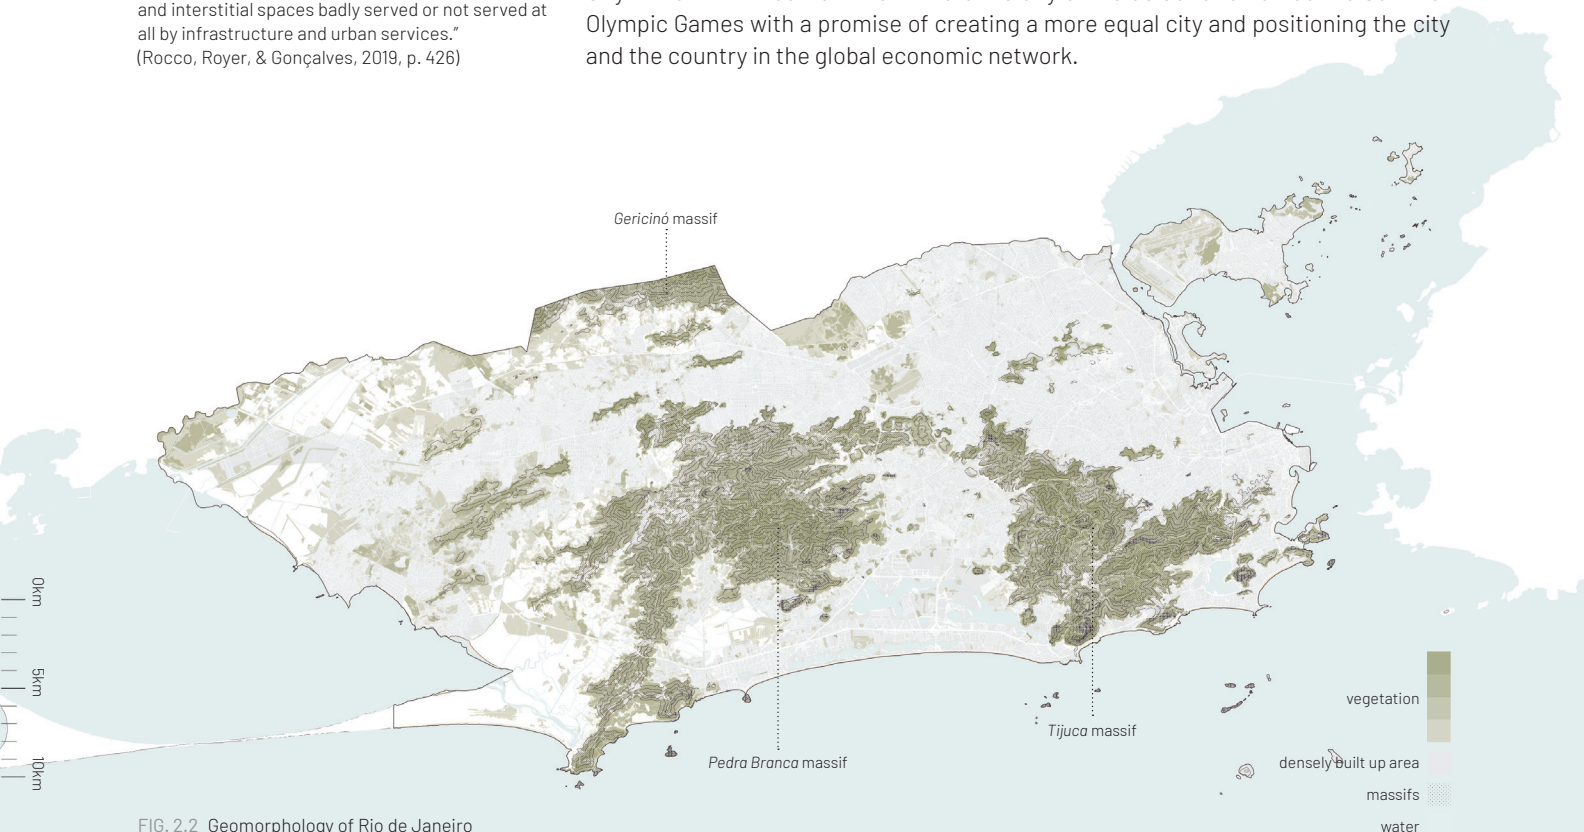 and interstitial spaces badly served or not served at
all by infrastructure and urban services.”
(Rocco, Royer, & Gonçalves, 2019, p. 426)
Olympic Games with a promise of creating a more equal city and positioning the city
and the country in the global economic network.
Gericinó massif
0km
5km
10km
Pedra Branca massif
Tijuca massif
vegetation
densely built up area
massifs
water
FIG. 2.2 Geomorphology of Rio de Janeiro